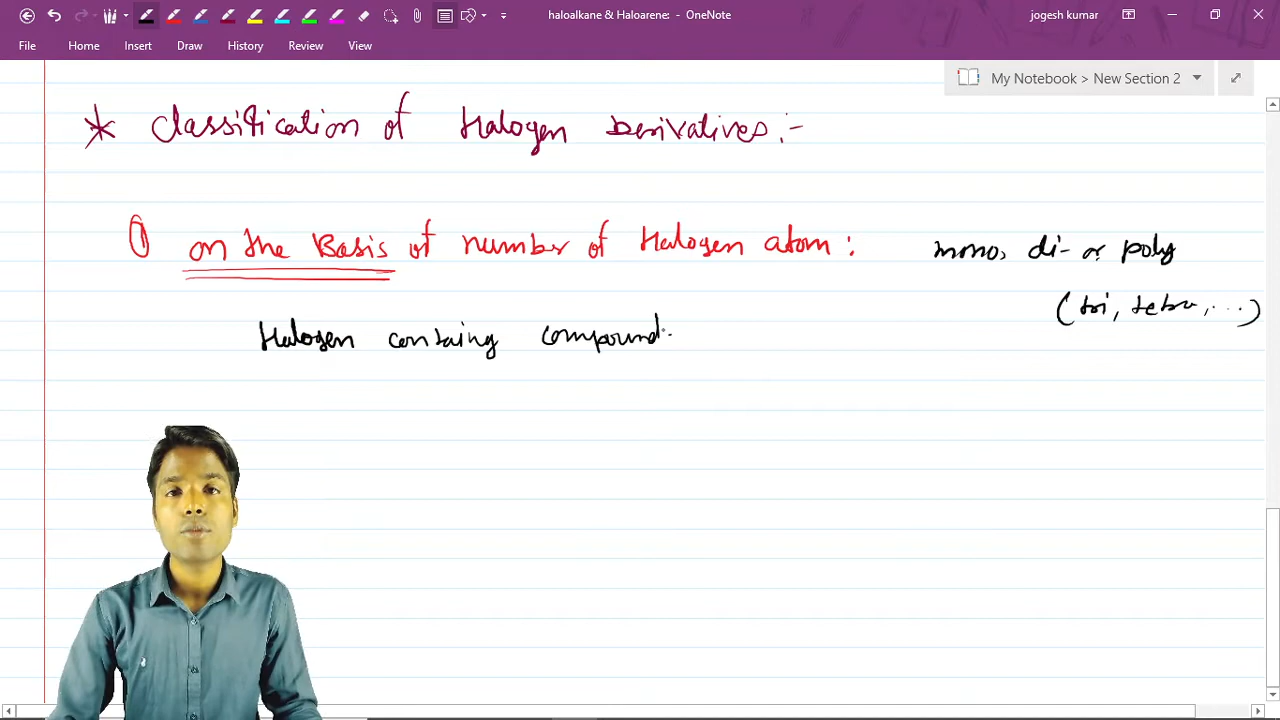 haloalkane & Haloarene: - OneNote
jogesh kumar
File Home Insert Draw History Review View
My Notebook > New Section 2
* Classification of Halogen Derivatives :-
① on the Basis of number of Halogen atom : mono, di- or poly
(tri, tetra, ...)
Halogen containg compound